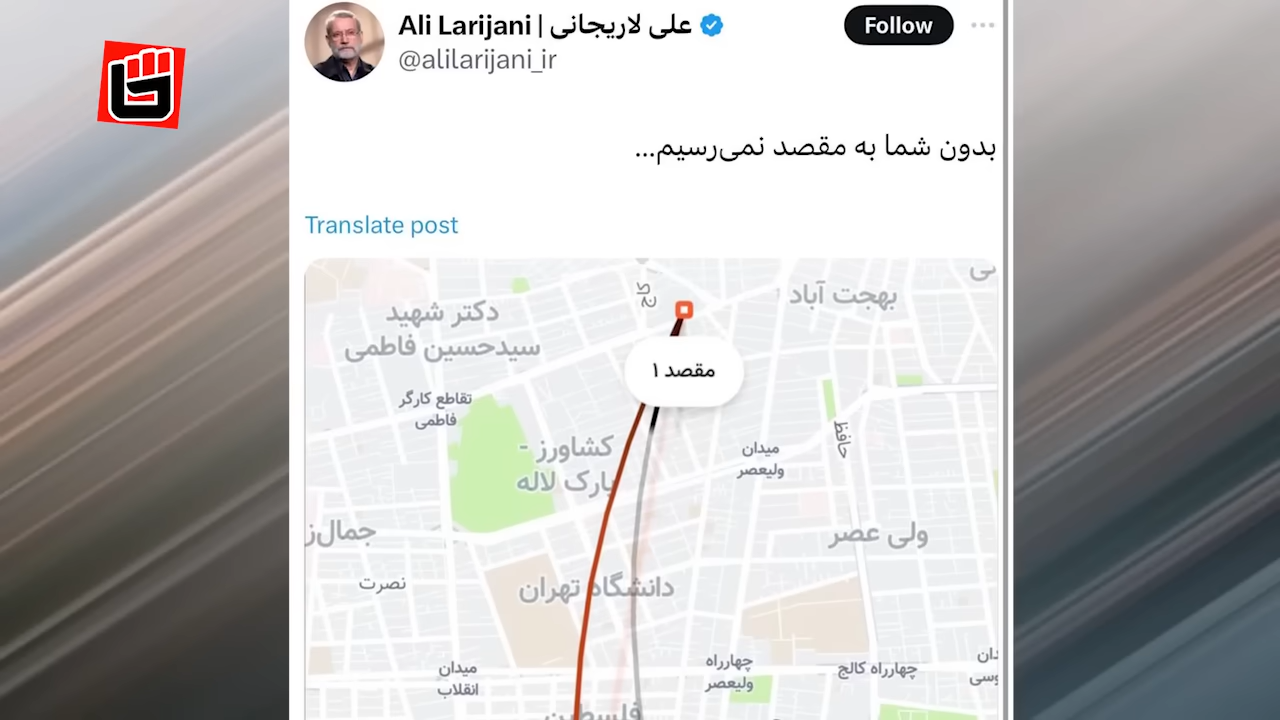 Ali Larijani | علی لاریجانی
@alilarijani_ir
Follow
بدون شما به مقصد نمی‌رسیم...
Translate post
کاج
بهجت آباد
دکتر شهید
سیدحسین فاطمی
مقصد ۱
تقاطع کارگر
فاطمی
کشاورز -
پارک لاله
میدان
ولیعصر
حافظ
ولی عصر
نصرت
دانشگاه تهران
میدان
انقلاب
چهارراه
ولیعصر
چهارراه کالج
فلسطین